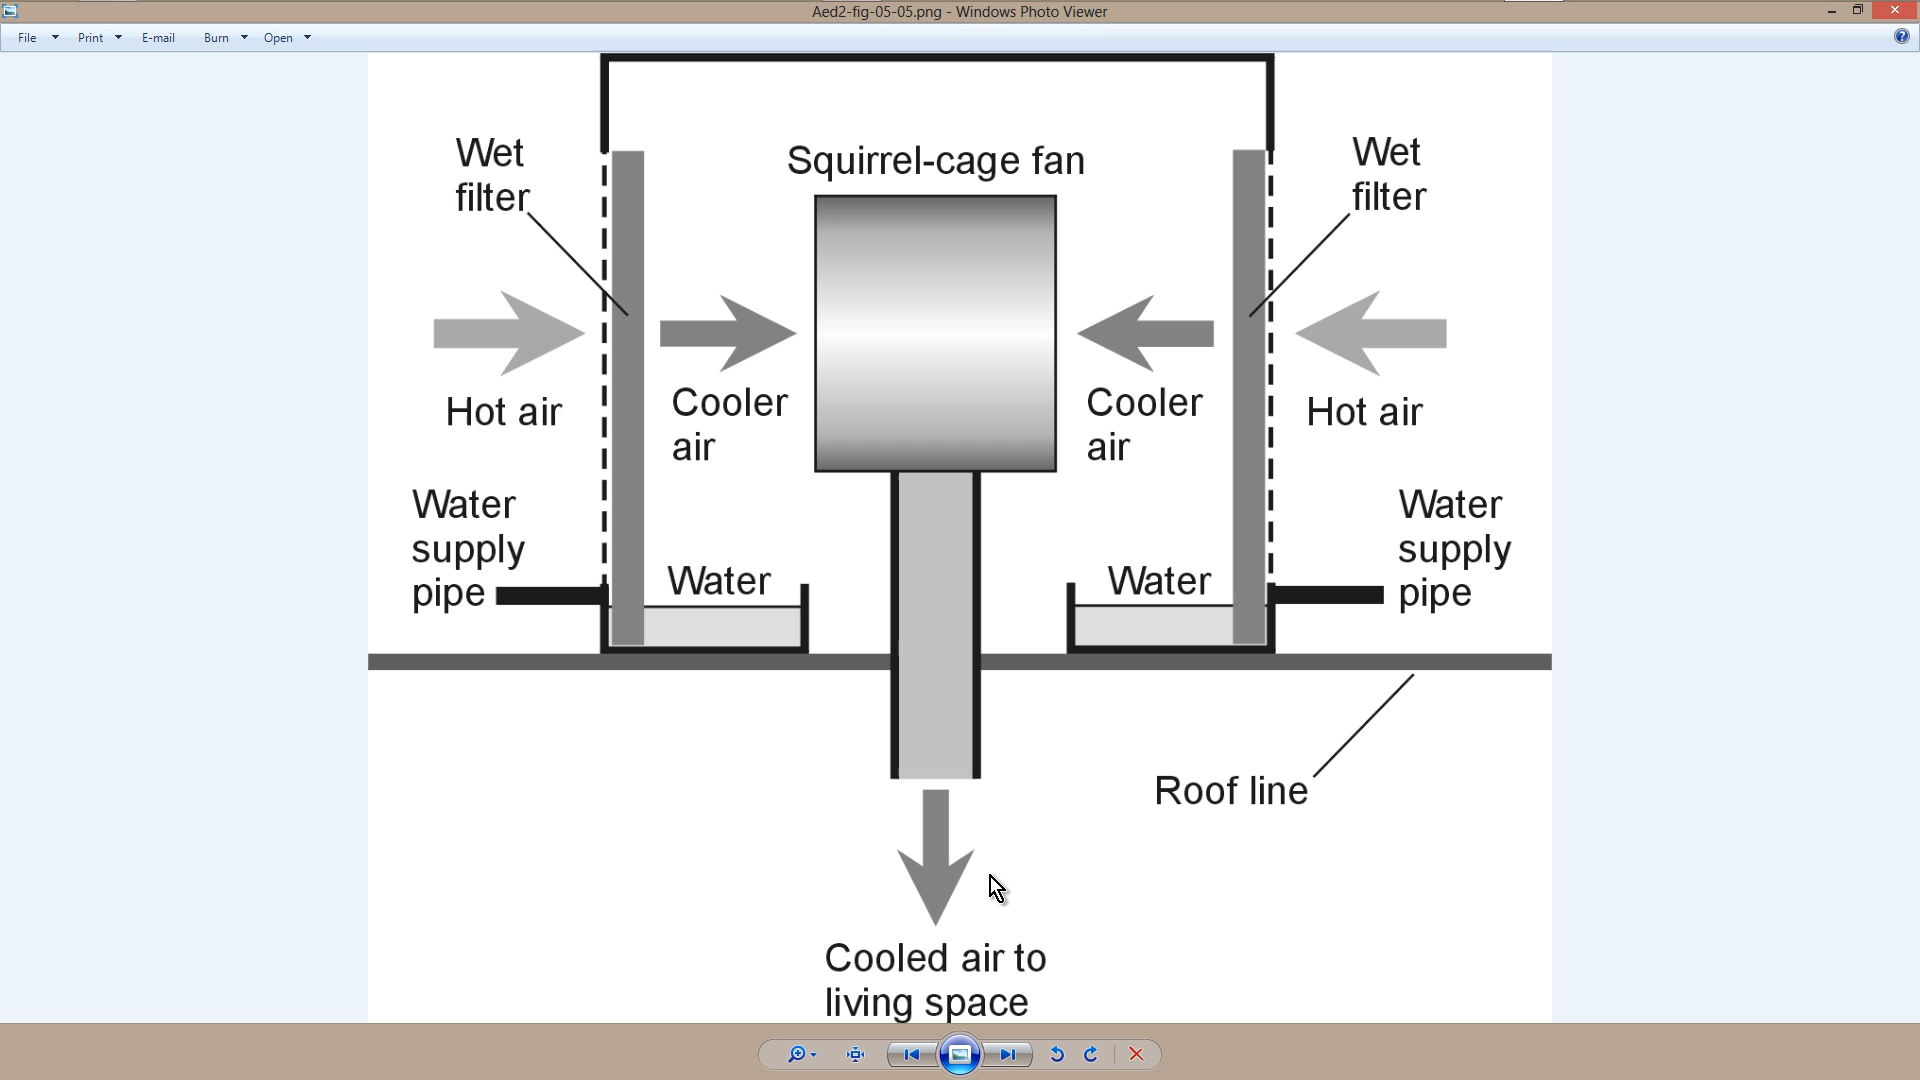 Aed2-fig-05-05.png - Windows Photo Viewer
File Print E-mail Burn Open
Wet
filter
Squirrel-cage fan
Wet
filter
Hot air
Cooler
air
Cooler
air
Hot air
Water
supply
pipe
Water
Water
Water
supply
pipe
Roof line
Cooled air to
living space